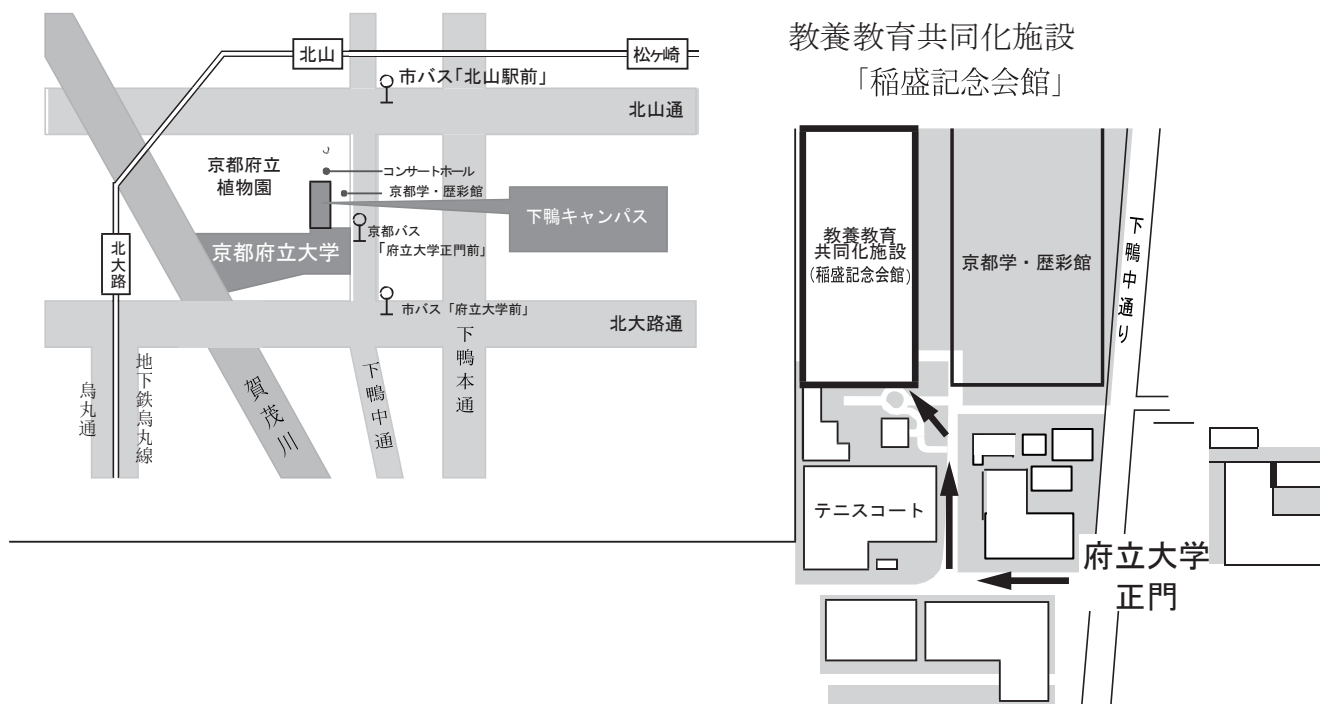 北山
松ヶ崎
市バス「北山駅前」
北山通
京都府立
植物園
コンサートホール
京都学・歴彩館
下鴨キャンパス
京都バス
「府立大学正門前」
京都府立大学
北大路
市バス「府立大学前」
北大路通
烏丸通
地下鉄烏丸線
賀茂川
下鴨中通
下鴨本通
教養教育共同化施設
「稲盛記念会館」
教養教育
共同化施設
(稲盛記念会館)
京都学・歴彩館
下鴨中通り
テニスコート
府立大学
正門